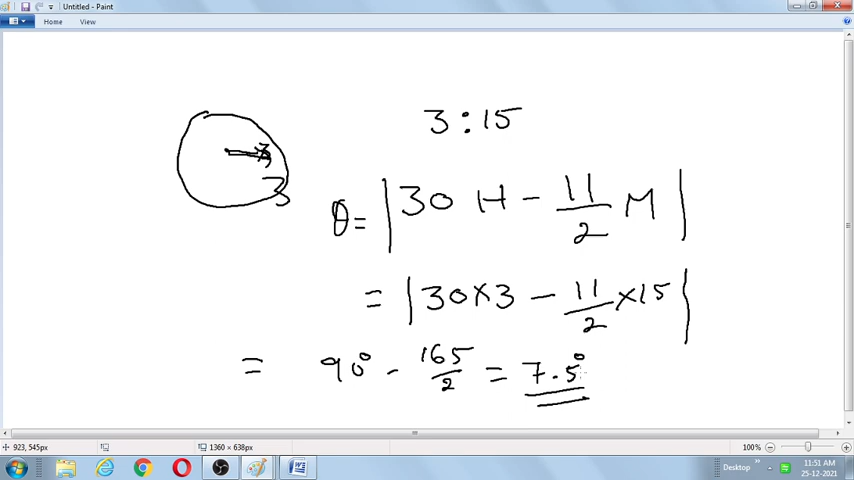 Untitled - Paint
Home View
3:15
3
3
θ= |30 H - 11/2 M|
= |30×3 - 11/2 ×15|
= 90° - 165/2 = 7.5°
923, 545px
1360 × 638px
100%
Desktop
11:51 AM
25-12-2021